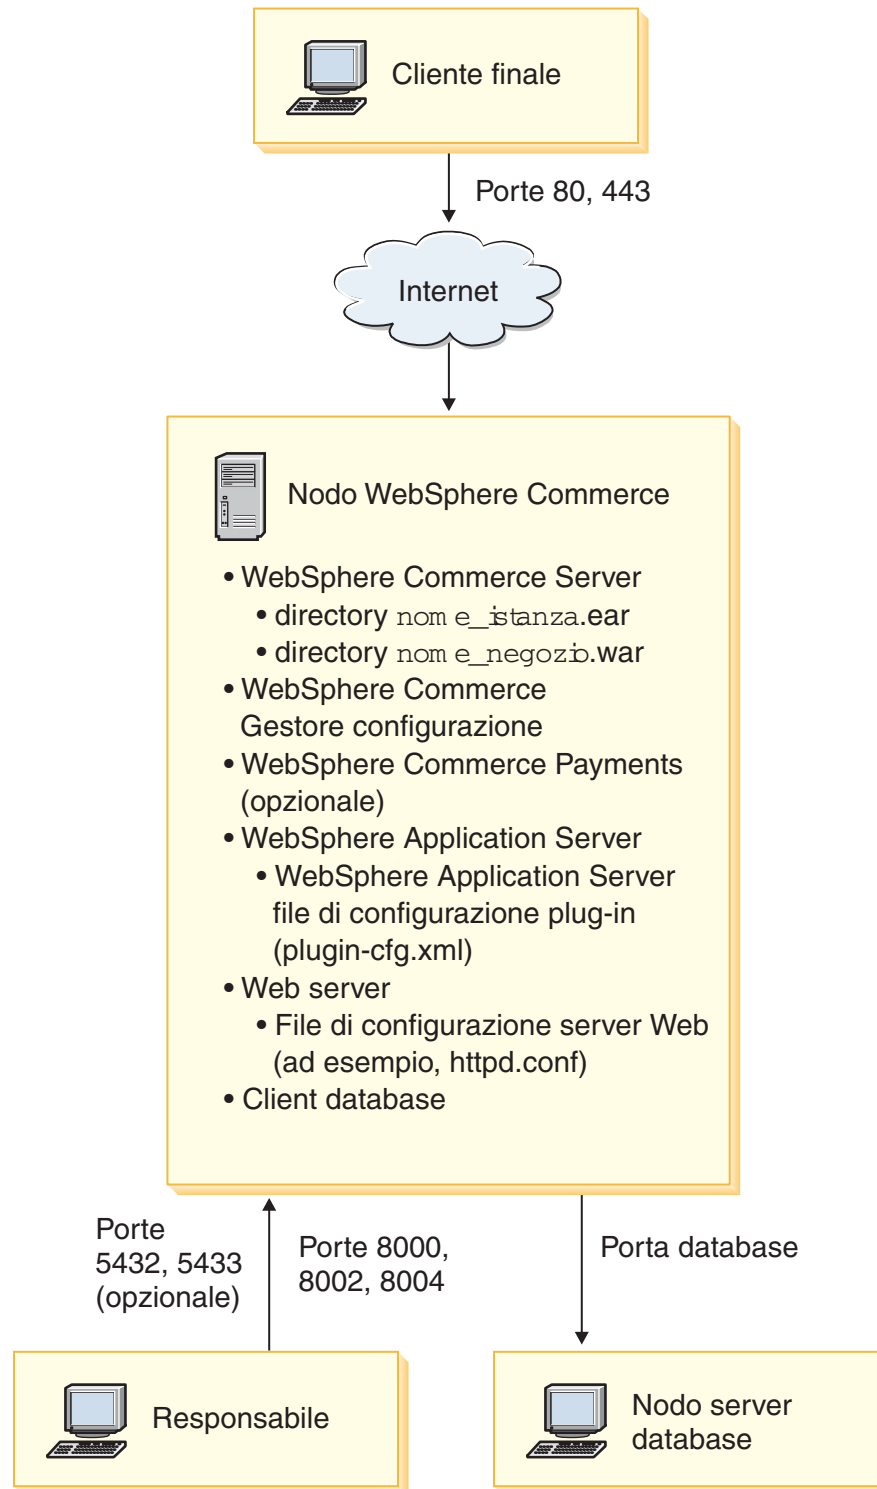 Cliente finale
Porte 80, 443
Internet
Nodo WebSphere Commerce
• WebSphere Commerce Server
• directory nome_istanza.ear
• directory nome_negozio.war
• WebSphere Commerce
Gestore configurazione
• WebSphere Commerce Payments
(opzionale)
• WebSphere Application Server
• WebSphere Application Server
file di configurazione plug-in
(plugin-cfg.xml)
• Web server
• File di configurazione server Web
(ad esempio, httpd.conf)
• Client database
Porte
5432, 5433
(opzionale)
Porte 8000,
8002, 8004
Porta database
Responsabile
Nodo server
database